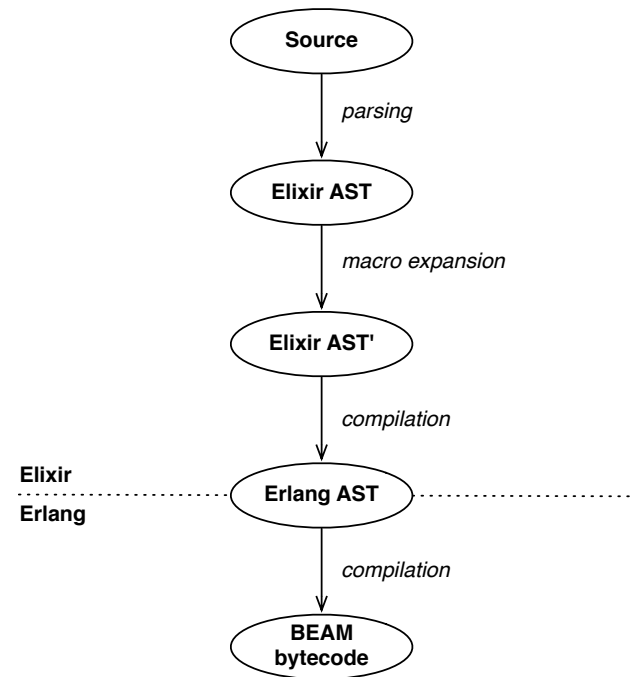 Source
parsing
Elixir AST
macro expansion
Elixir AST'
compilation
Elixir
Erlang AST
Erlang
compilation
BEAM
bytecode